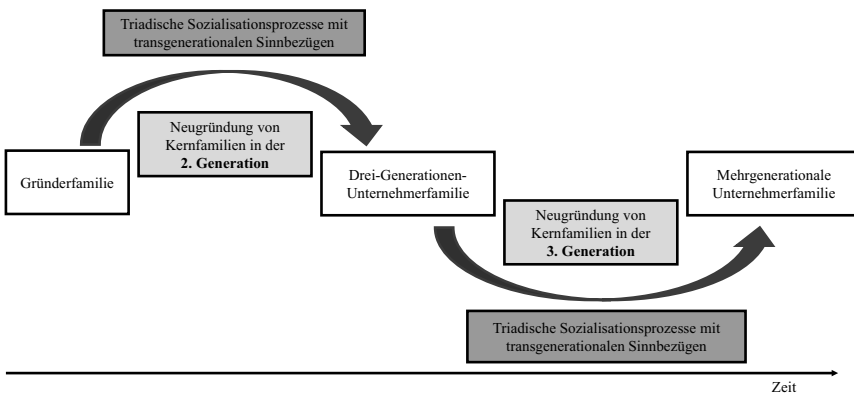 Triadische Sozialisationsprozesse mit
transgenerationalen Sinnbezügen
Neugründung von
Kernfamilien in der
2. Generation
Gründerfamilie
Drei-Generationen-
Unternehmerfamilie
Mehrgenerationale
Unternehmerfamilie
Neugründung von
Kernfamilien in der
3. Generation
Triadische Sozialisationsprozesse mit
transgenerationalen Sinnbezügen
Zeit